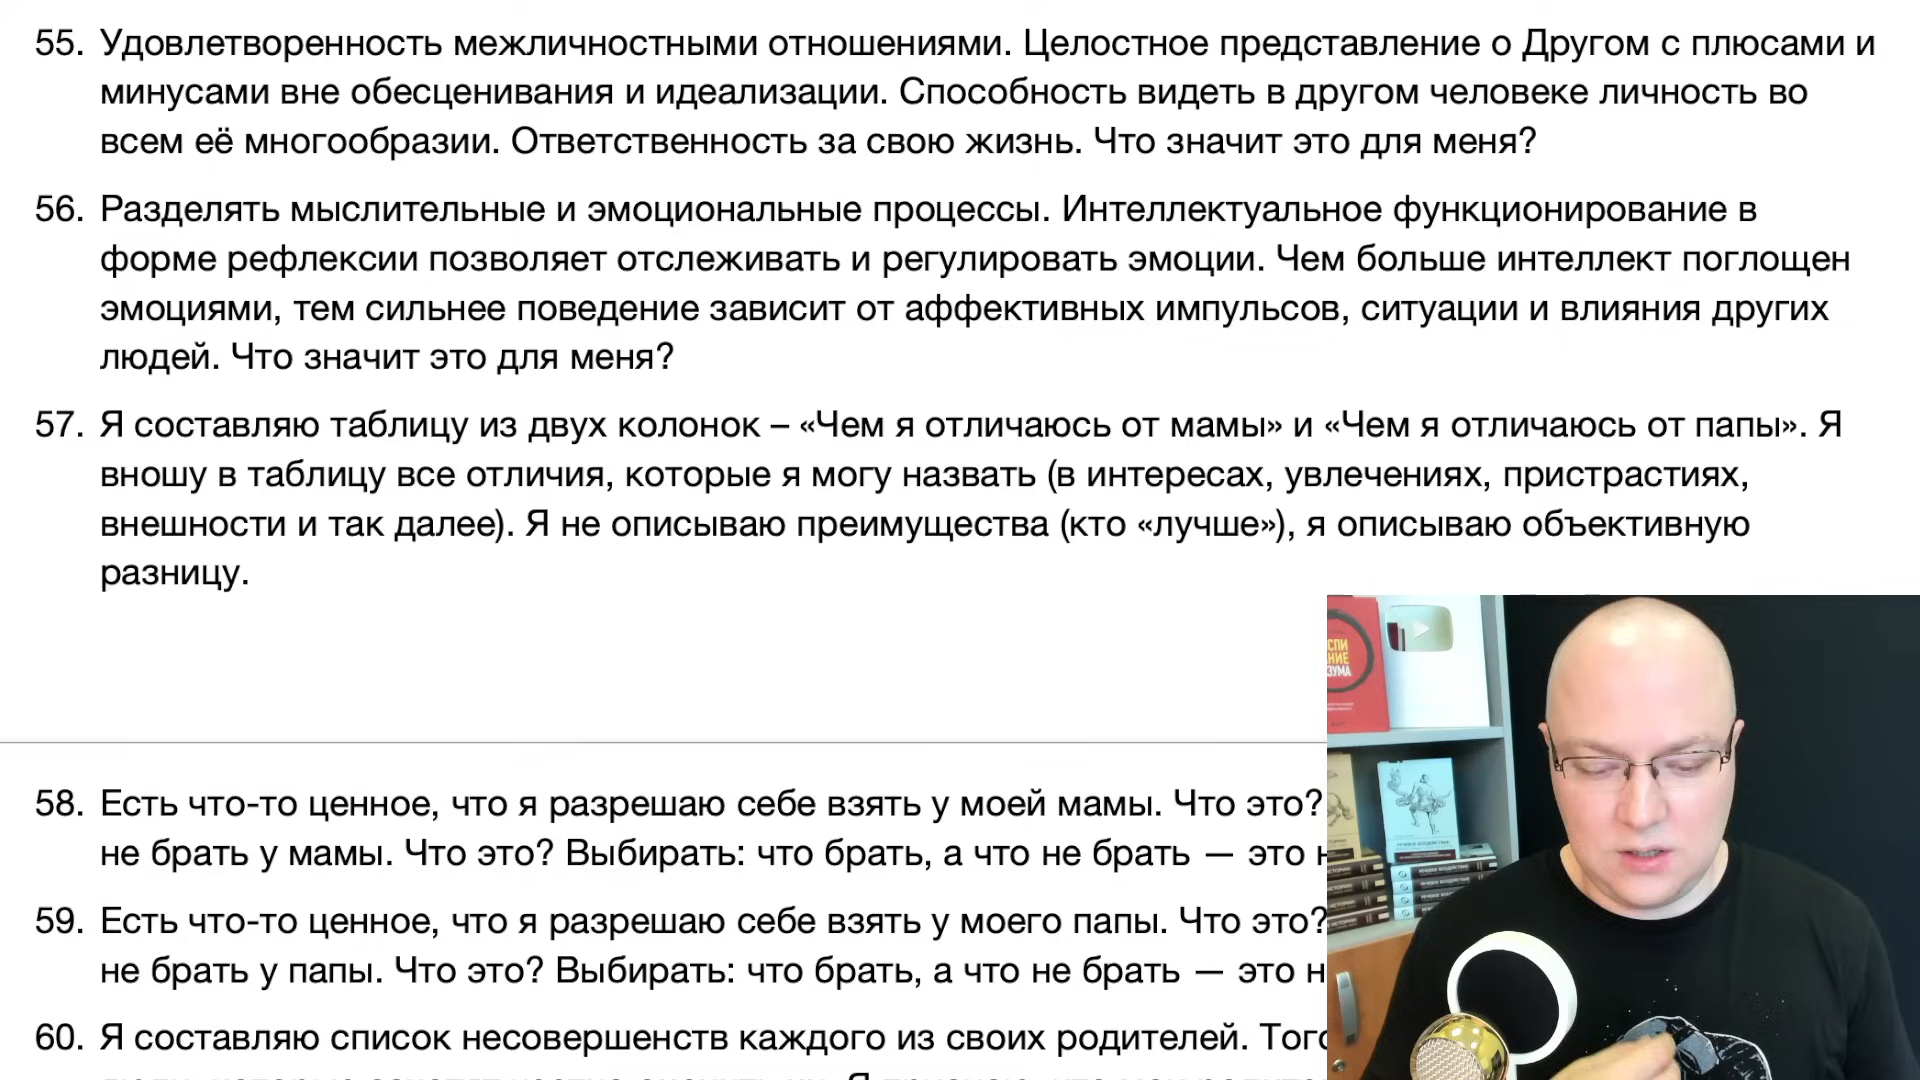 55. Удовлетворенность межличностными отношениями. Целостное представление о Другом с плюсами и
минусами вне обесценивания и идеализации. Способность видеть в другом человеке личность во
всем её многообразии. Ответственность за свою жизнь. Что значит это для меня?
56. Разделять мыслительные и эмоциональные процессы. Интеллектуальное функционирование в
форме рефлексии позволяет отслеживать и регулировать эмоции. Чем больше интеллект поглощен
эмоциями, тем сильнее поведение зависит от аффективных импульсов, ситуации и влияния других
людей. Что значит это для меня?
57. Я составляю таблицу из двух колонок – «Чем я отличаюсь от мамы» и «Чем я отличаюсь от папы». Я
вношу в таблицу все отличия, которые я могу назвать (в интересах, увлечениях, пристрастиях,
внешности и так далее). Я не описываю преимущества (кто «лучше»), я описываю объективную
разницу.
58. Есть что-то ценное, что я разрешаю себе взять у моей мамы. Что это?
не брать у мамы. Что это? Выбирать: что брать, а что не брать — это н
59. Есть что-то ценное, что я разрешаю себе взять у моего папы. Что это?
не брать у папы. Что это? Выбирать: что брать, а что не брать — это н
60. Я составляю список несовершенств каждого из своих родителей.
СПИ
НИЕ
ЗУМА